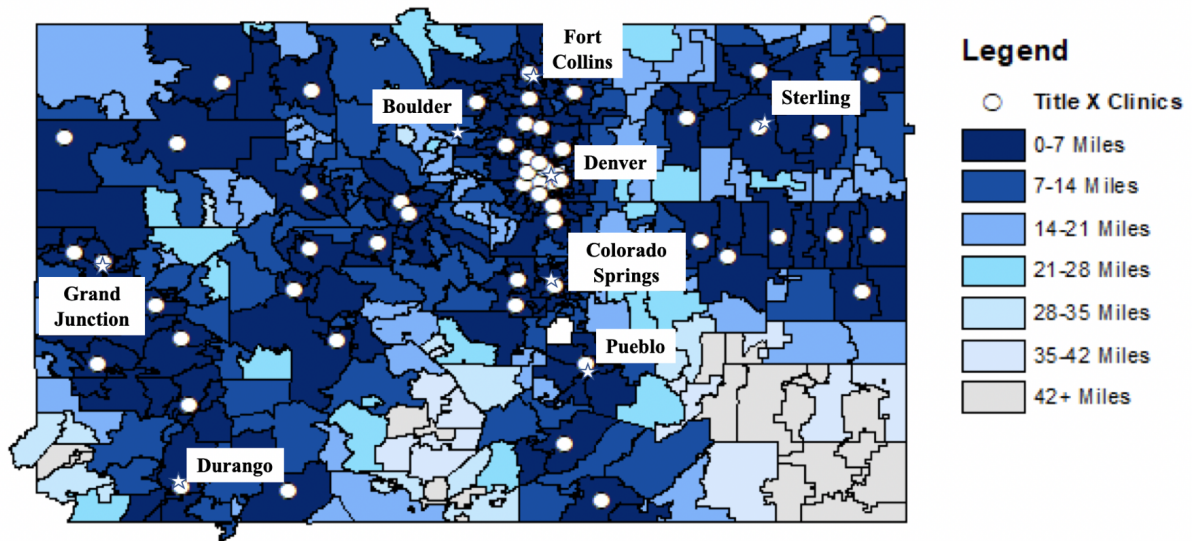 Fort
Collins
Boulder
Sterling
Denver
Colorado
Springs
Grand
Junction
Pueblo
Durango
Legend
Title X Clinics
0-7 Miles
7-14 Miles
14-21 Miles
21-28 Miles
28-35 Miles
35-42 Miles
42+ Miles